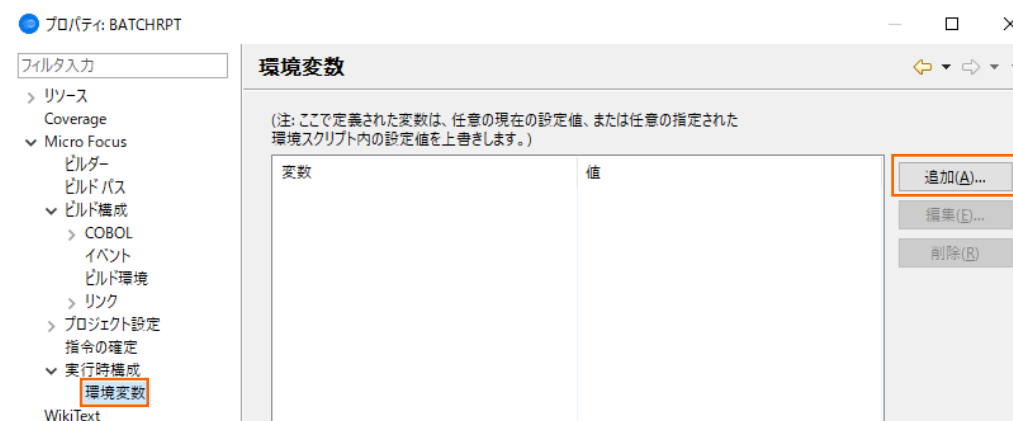 プロパティ: BATCHRPT
フィルタ入力
リソース
Coverage
Micro Focus
ビルダー
ビルド パス
ビルド構成
COBOL
イベント
ビルド環境
リンク
プロジェクト設定
指令の確定
実行時構成
環境変数
WikiText
環境変数
(注: ここで定義された変数は、任意の現在の設定値、または任意の指定された
環境スクリプト内の設定値を上書きします。)
変数 値
追加(A)...
編集(E)...
削除(R)